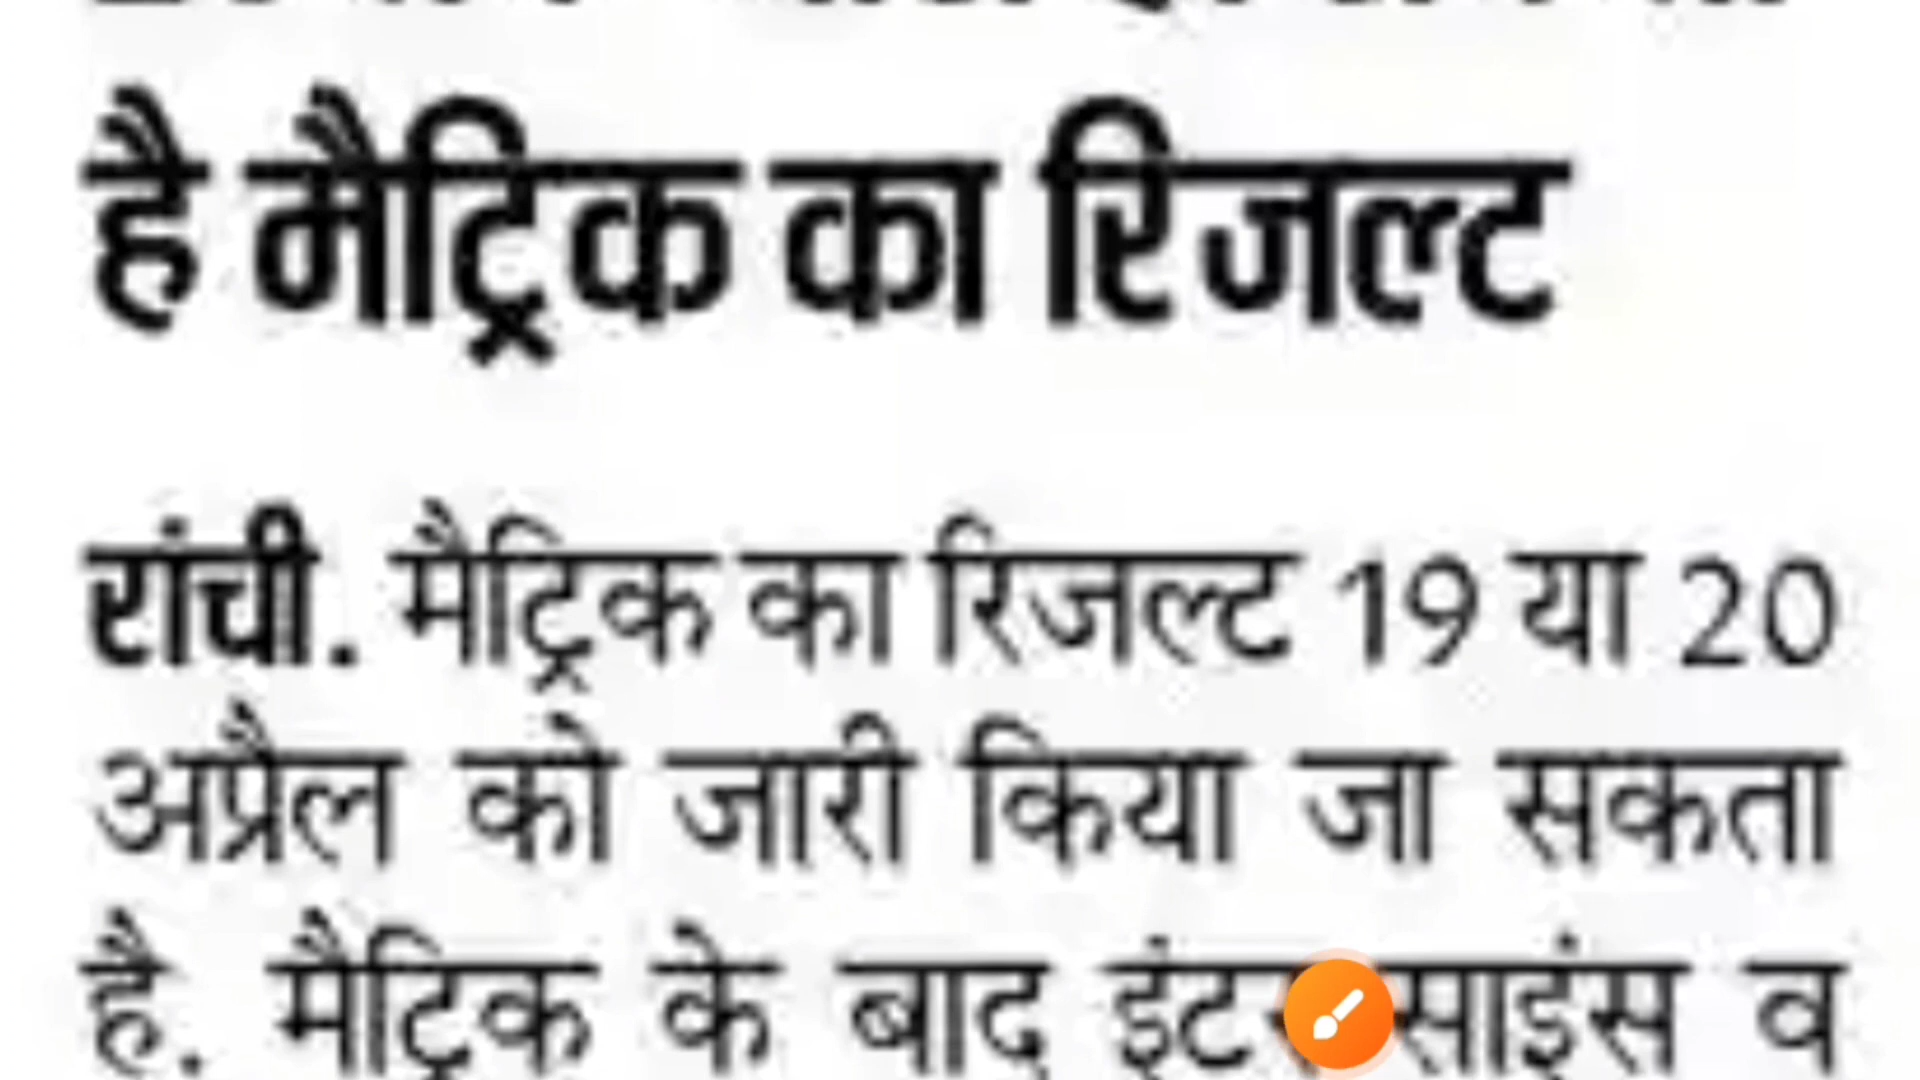 है मैट्रिक का रिजल्ट
रांची. मैट्रिक का रिजल्ट 19 या 20
अप्रैल को जारी किया जा सकता
है. मैट्रिक के बाद इंटर साइंस व